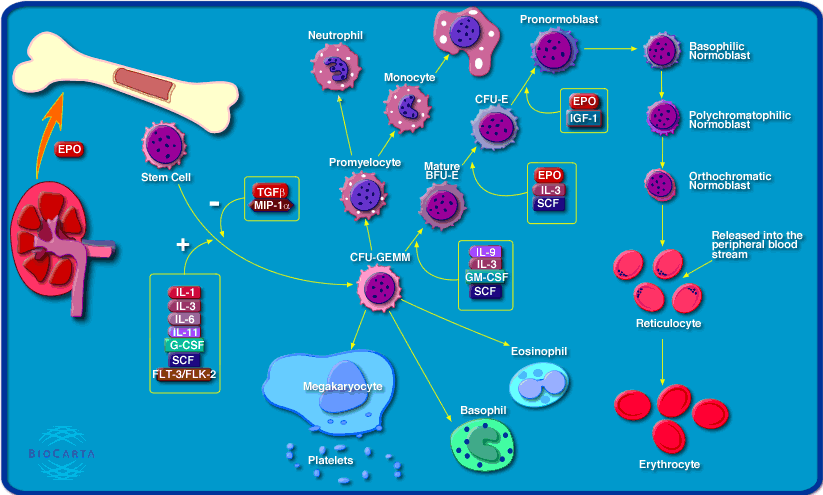 Pronormoblast
Neutrophil
Monocyte
Basophilic
Normoblast
CFU-E
EPO
IGF-1
Polychromatophilic
Normoblast
EPO
Stem Cell
Promyelocyte
Mature
BFU-E
EPO
IL-3
SCF
Orthochromatic
Normoblast
-
TGFβ
MIP-1α
+
CFU-GEMM
IL-9
IL-3
GM-CSF
SCF
Released into the
peripheral blood
stream
IL-1
IL-3
IL-6
IL-11
G-CSF
SCF
FLT-3/FLK-2
Reticulocyte
Eosinophil
Megakaryocyte
Basophil
Platelets
Erythrocyte
BIOCARTA